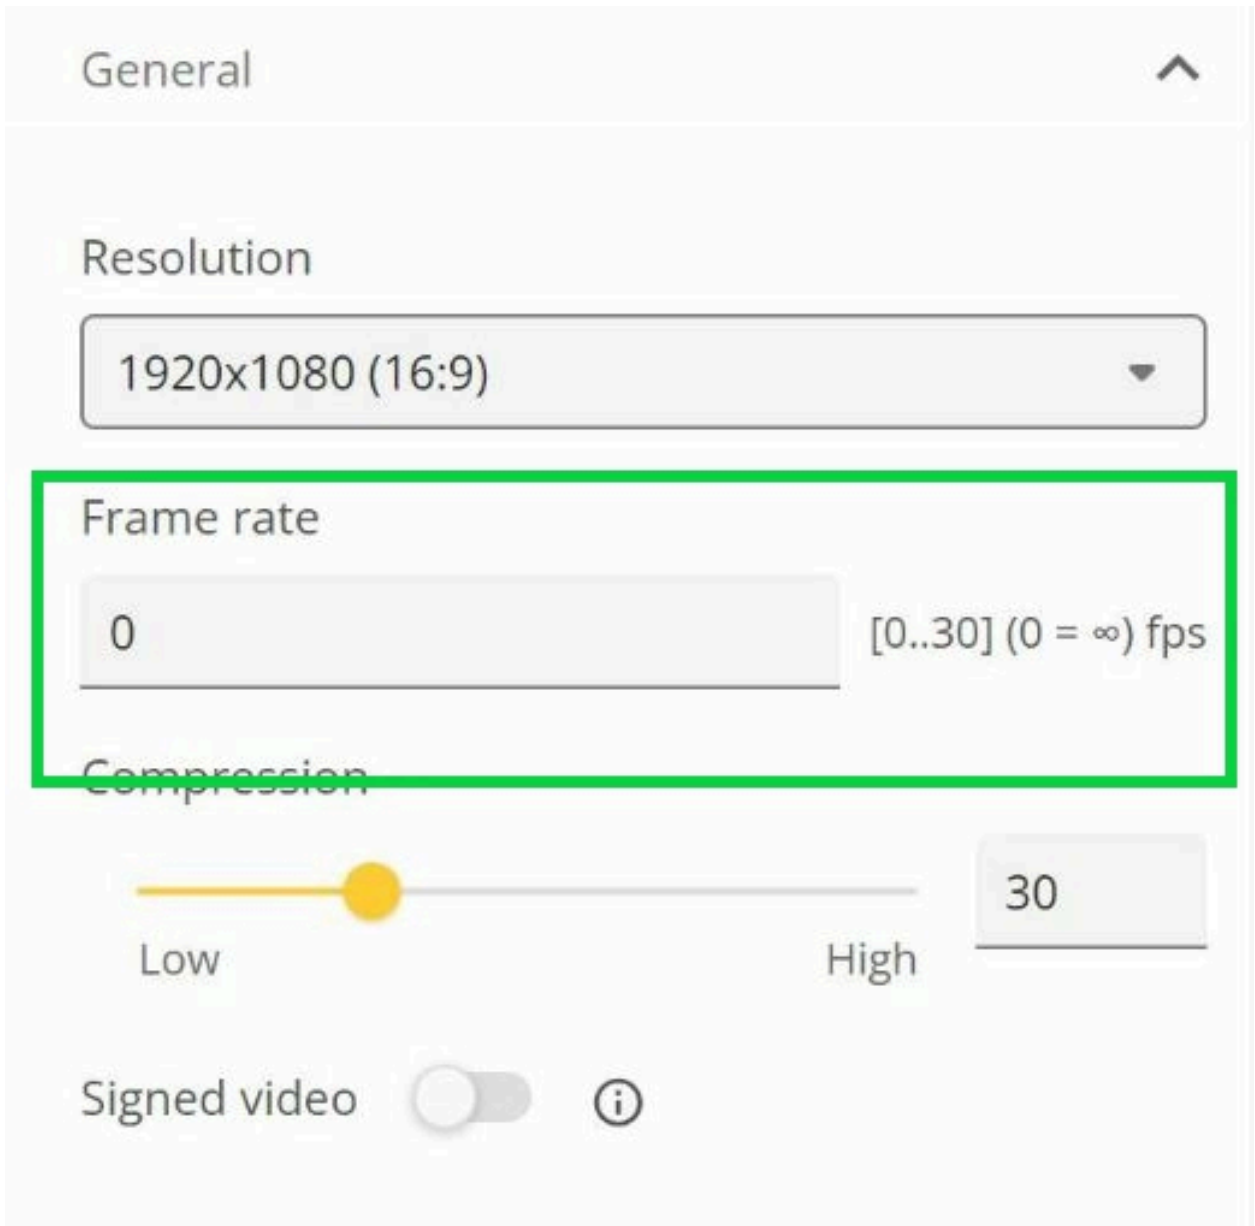 General
Resolution
1920x1080 (16:9)
Frame rate
0
[0..30] (0 = ∞) fps
Compression
30
Low
High
Signed video